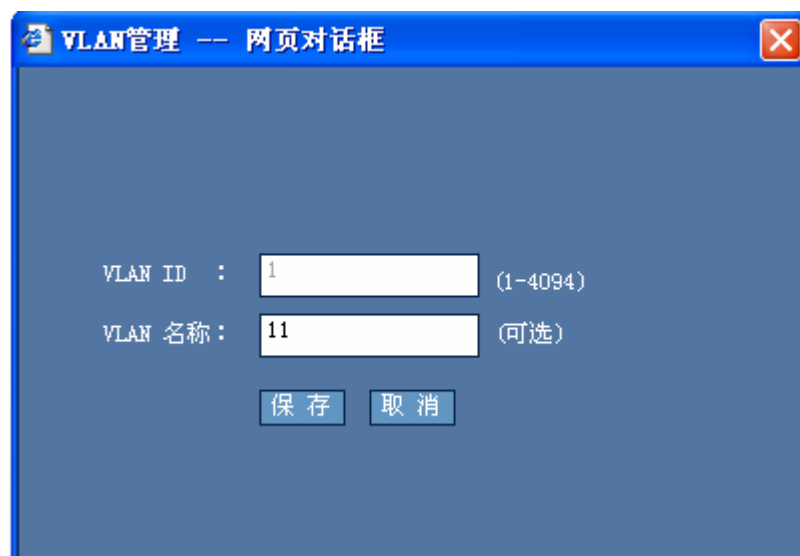 VLAN管理 -- 网页对话框
VLAN ID : 1 (1-4094)
VLAN 名称: 11 (可选)
保 存 取 消